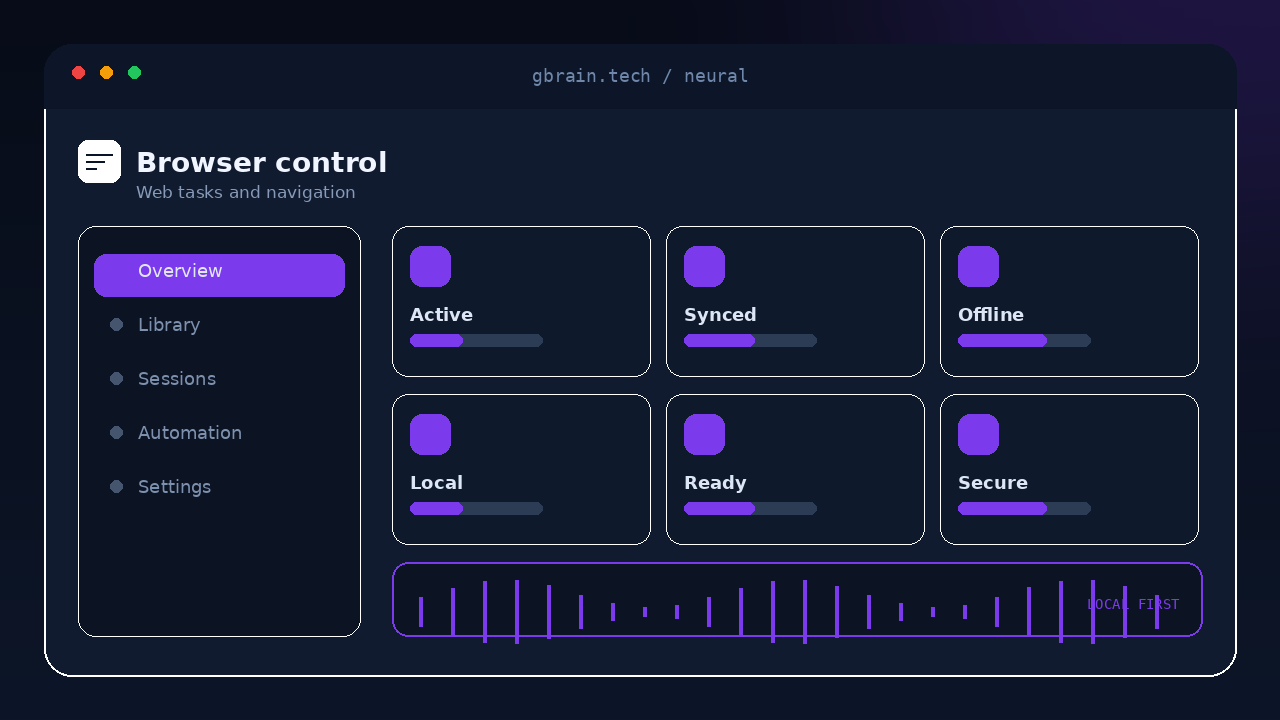 gbrain.tech / neural
Browser control
Web tasks and navigation
Overview
Library
Sessions
Automation
Settings
Active
Synced
Offline
Local
Ready
Secure
LOCAL FIRST